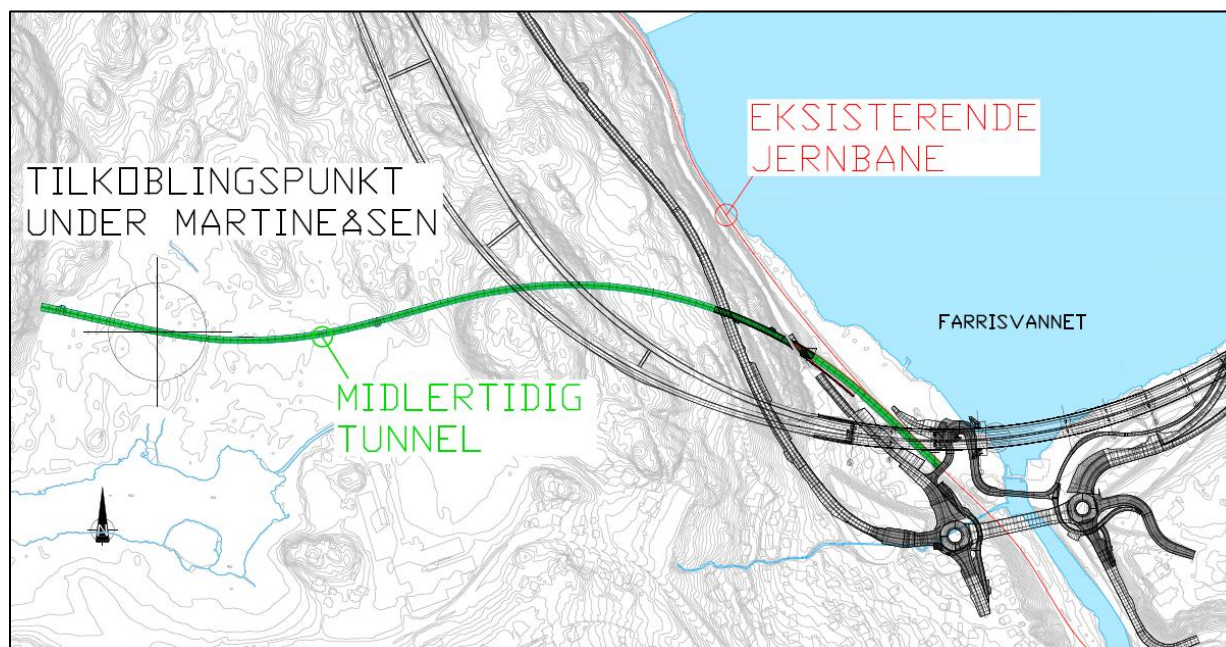 EKSISTERENDE
JERNBANE
TILKOBLINGSPUNKT
UNDER MARTINEÅSEN
FARRISVANNET
MIDLERTIDIG
TUNNEL
N